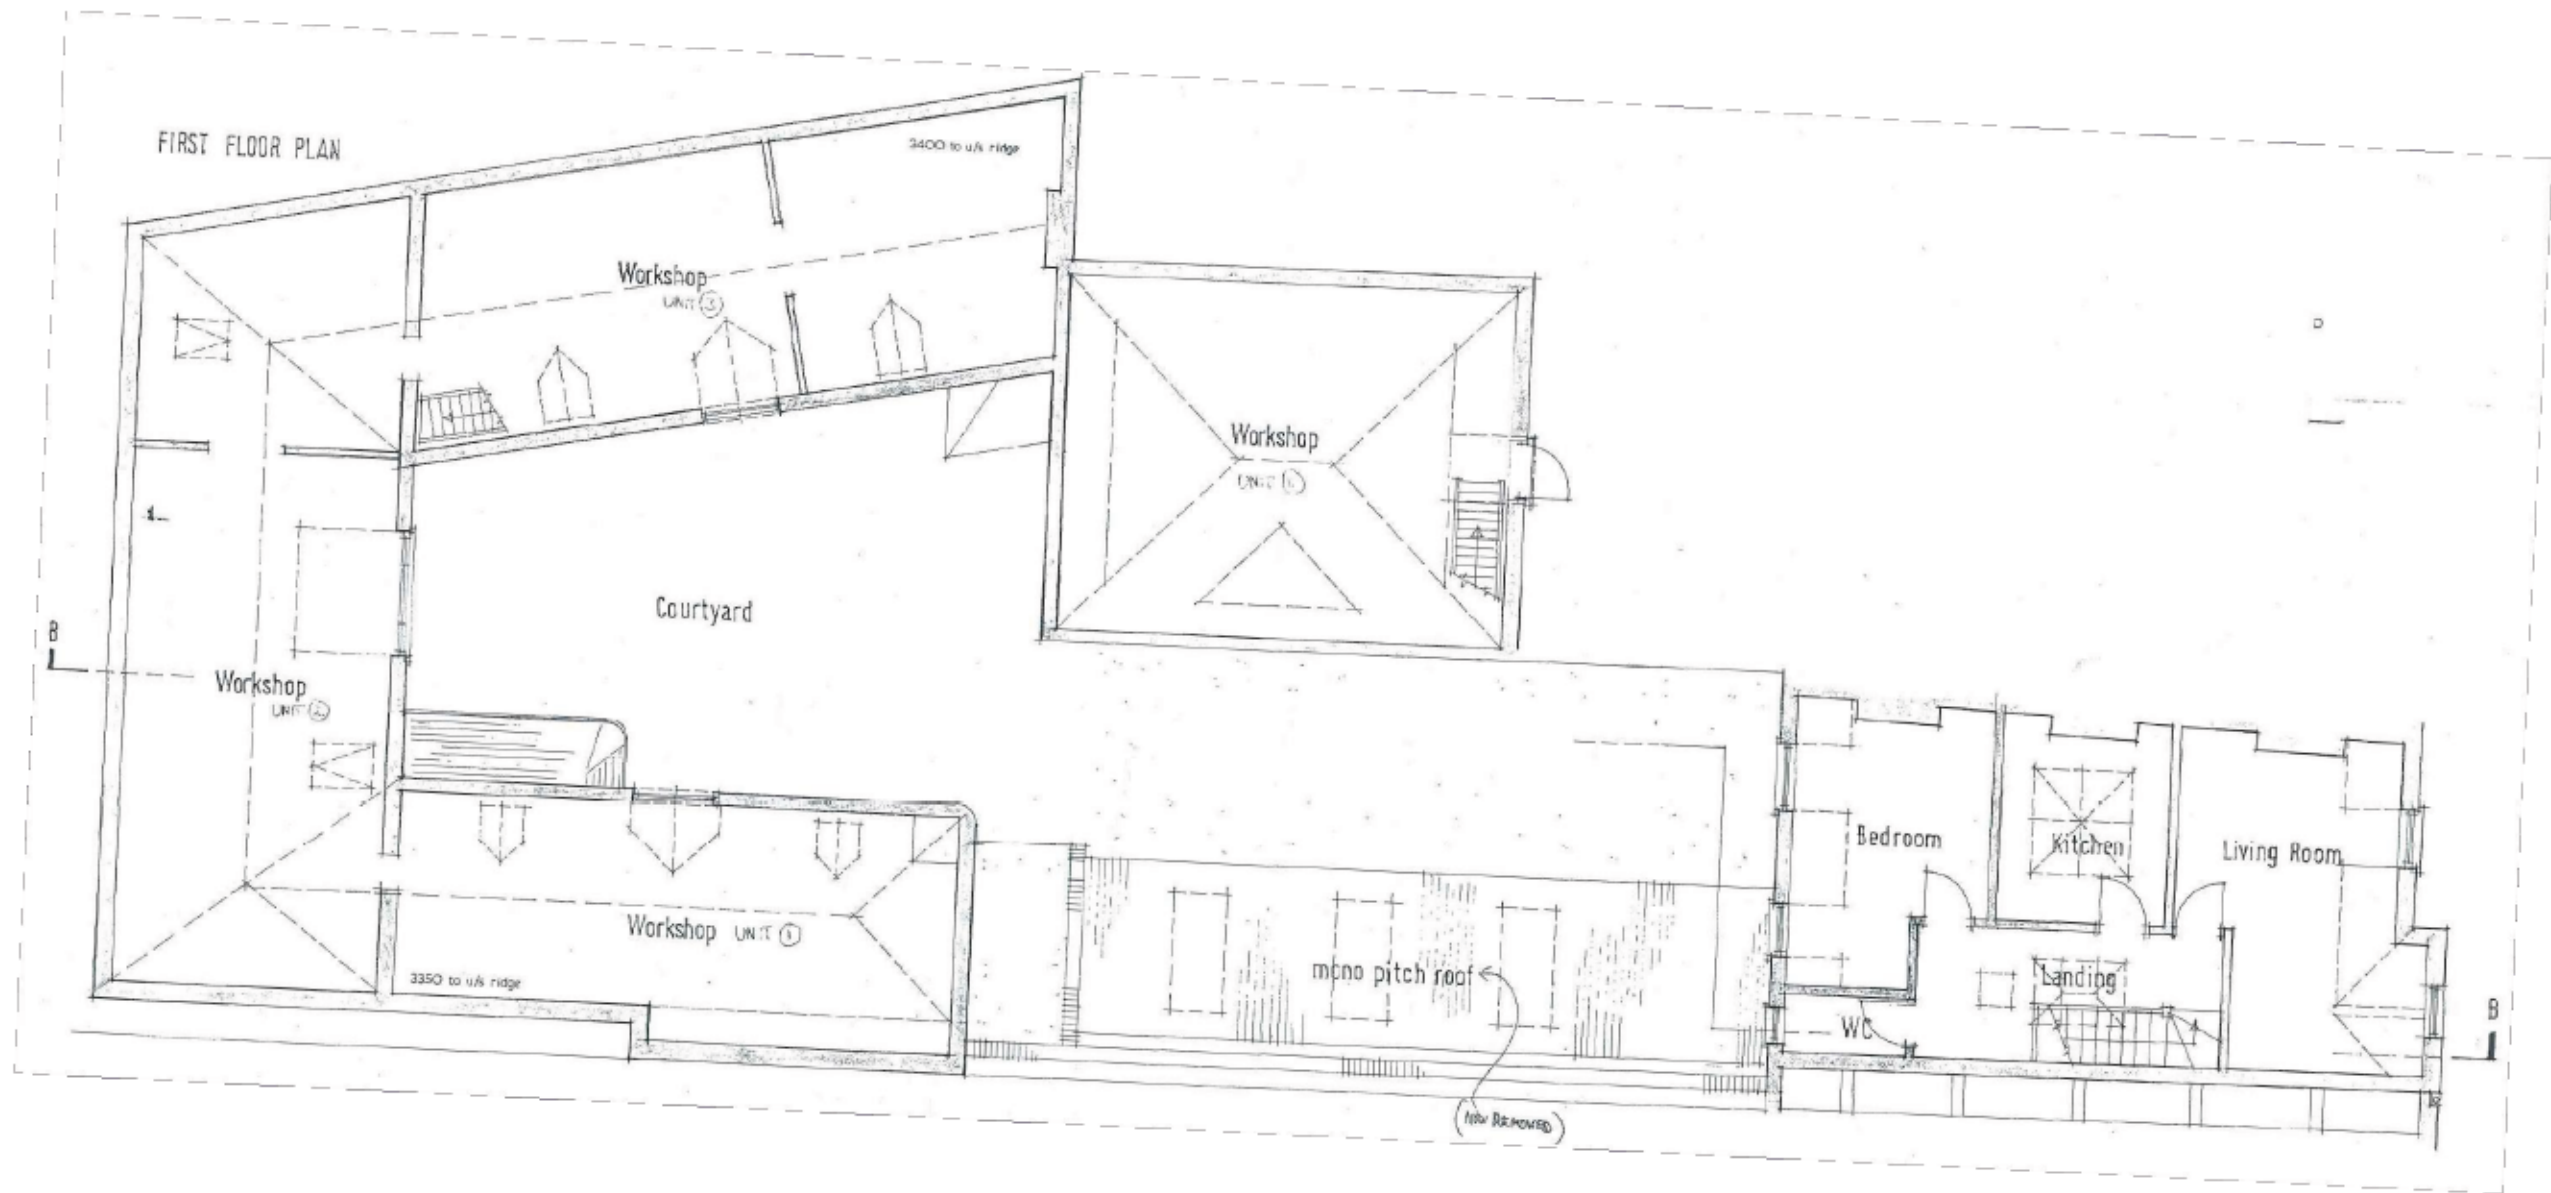 FIRST FLOOR PLAN
3400 to u/s ridge
Workshop
UNIT 3
Workshop
UNIT
Courtyard
B
Workshop
UNIT 2
Bedroom
Kitchen
Living Room
Workshop UNIT 1
3350 to u/s ridge
mono pitch roof
Landing
WC
B
(NOW REMOVED)